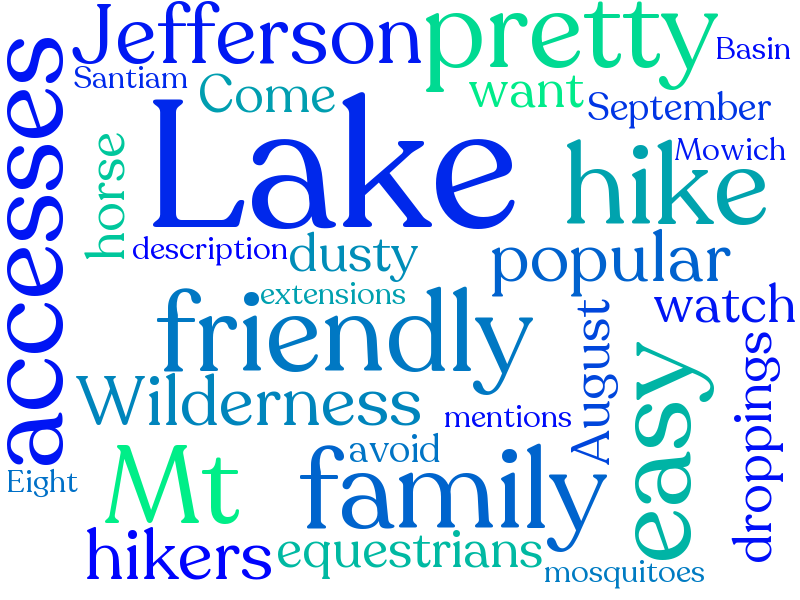 Jefferson
pretty
Basin
Santiam
Come
want
September
accesses
Lake
horse
hike
Mowich
description
dusty
popular
extensions
friendly
watch
August
Wilderness
mentions
easy
droppings
avoid
Eight
Mt
family
hikers
equestrians
mosquitoes